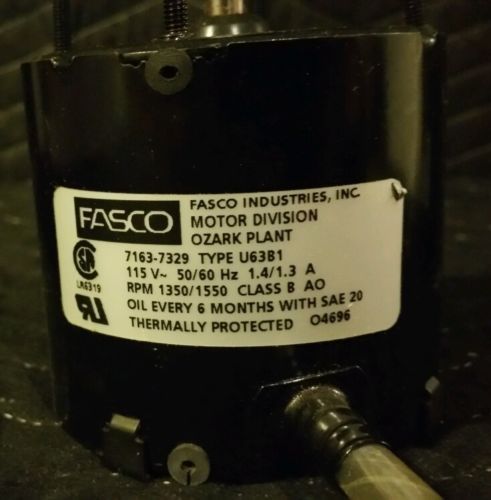 FASCO
FASCO INDUSTRIES, INC.
MOTOR DIVISION
OZARK PLANT
7163-7329 TYPE U63B1
115 V~ 50/60 Hz 1.4/1.3 A
RPM 1350/1550 CLASS B AO
OIL EVERY 6 MONTHS WITH SAE 20
THERMALLY PROTECTED O4696
LR6319